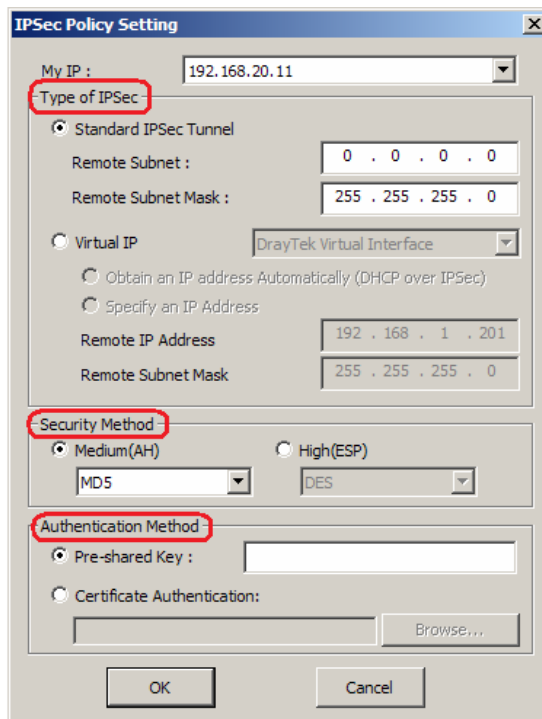 IPSec Policy Setting
My IP : 192.168.20.11
Type of IPSec
Standard IPSec Tunnel
Remote Subnet : 0 . 0 . 0 . 0
Remote Subnet Mask : 255 . 255 . 255 . 0
Virtual IP DrayTek Virtual Interface
Obtain an IP address Automatically (DHCP over IPSec)
Specify an IP Address
Remote IP Address 192 . 168 . 1 . 201
Remote Subnet Mask 255 . 255 . 255 . 0
Security Method
Medium(AH) High(ESP)
MD5 DES
Authentication Method
Pre-shared Key :
Certificate Authentication:
Browse...
OK Cancel